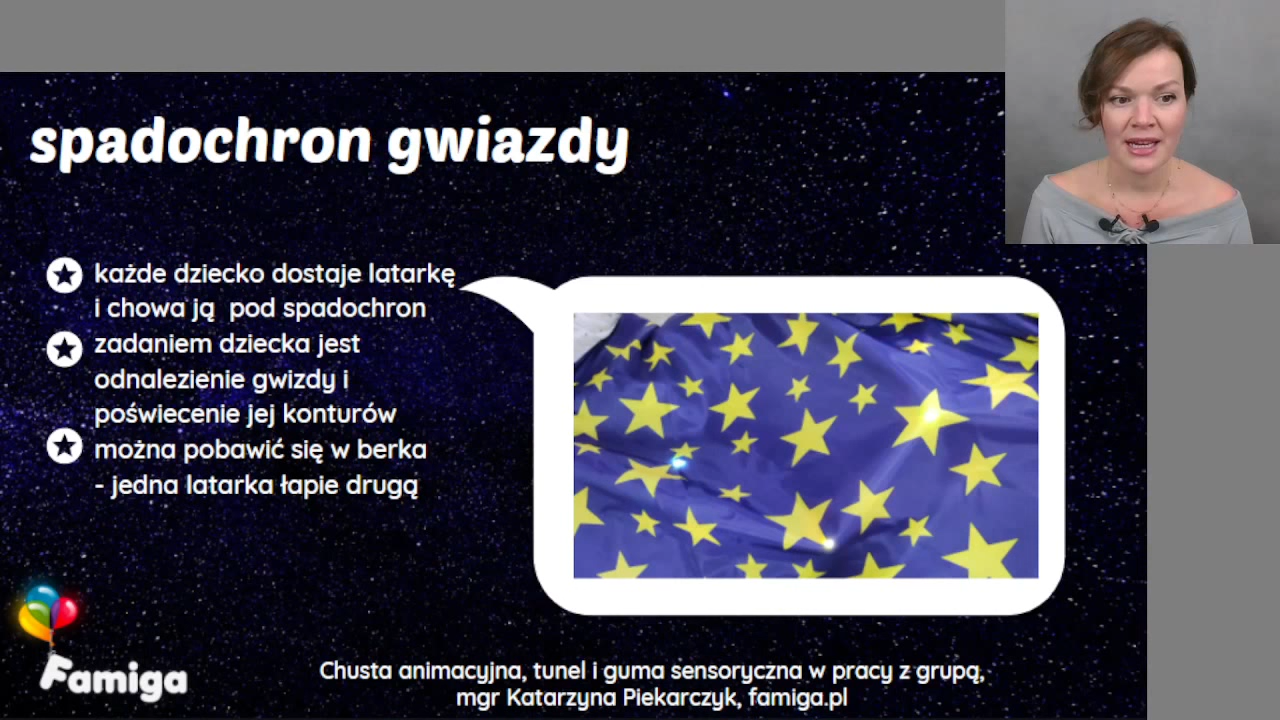 spadochron gwiazdy
każde dziecko dostaje latarkę
i chowa ją pod spadochron
zadaniem dziecka jest
odnalezienie gwizdy i
poświecenie jej konturów
można pobawić się w berka
- jedna latarka łapie drugą
Famiga
Chusta animacyjna, tunel i guma sensoryczna w pracy z grupą,
mgr Katarzyna Piekarczyk, famiga.pl